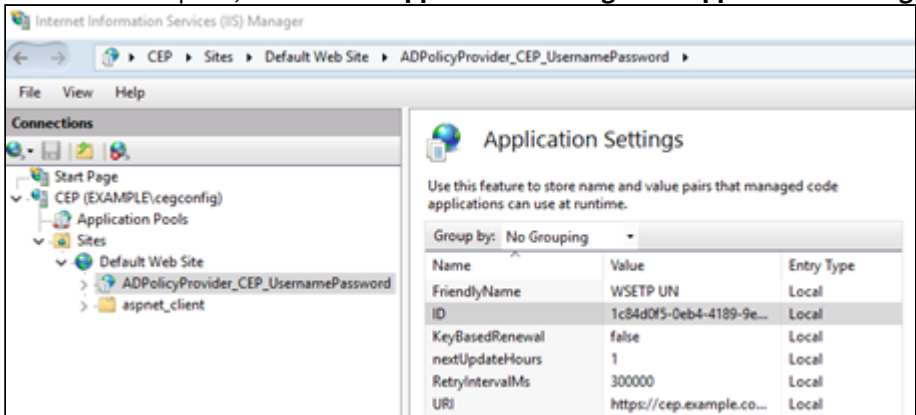 Internet Information Services (IIS) Manager
CEP Sites Default Web Site ADPolicyProvider_CEP_UsernamePassword
File View Help
Connections
Start Page
CEP (EXAMPLE\cegconfig)
Application Pools
Sites
Default Web Site
ADPolicyProvider_CEP_UsernamePassword
aspnet_client
Application Settings
Use this feature to store name and value pairs that managed code
applications can use at runtime.
Group by: No Grouping
Name Value Entry Type
FriendlyName WSETP UN Local
ID 1c84d0f5-0eb4-4189-9e... Local
KeyBasedRenewal false Local
nextUpdateHours 1 Local
RetryIntervalMs 300000 Local
URI https://cep.example.co... Local